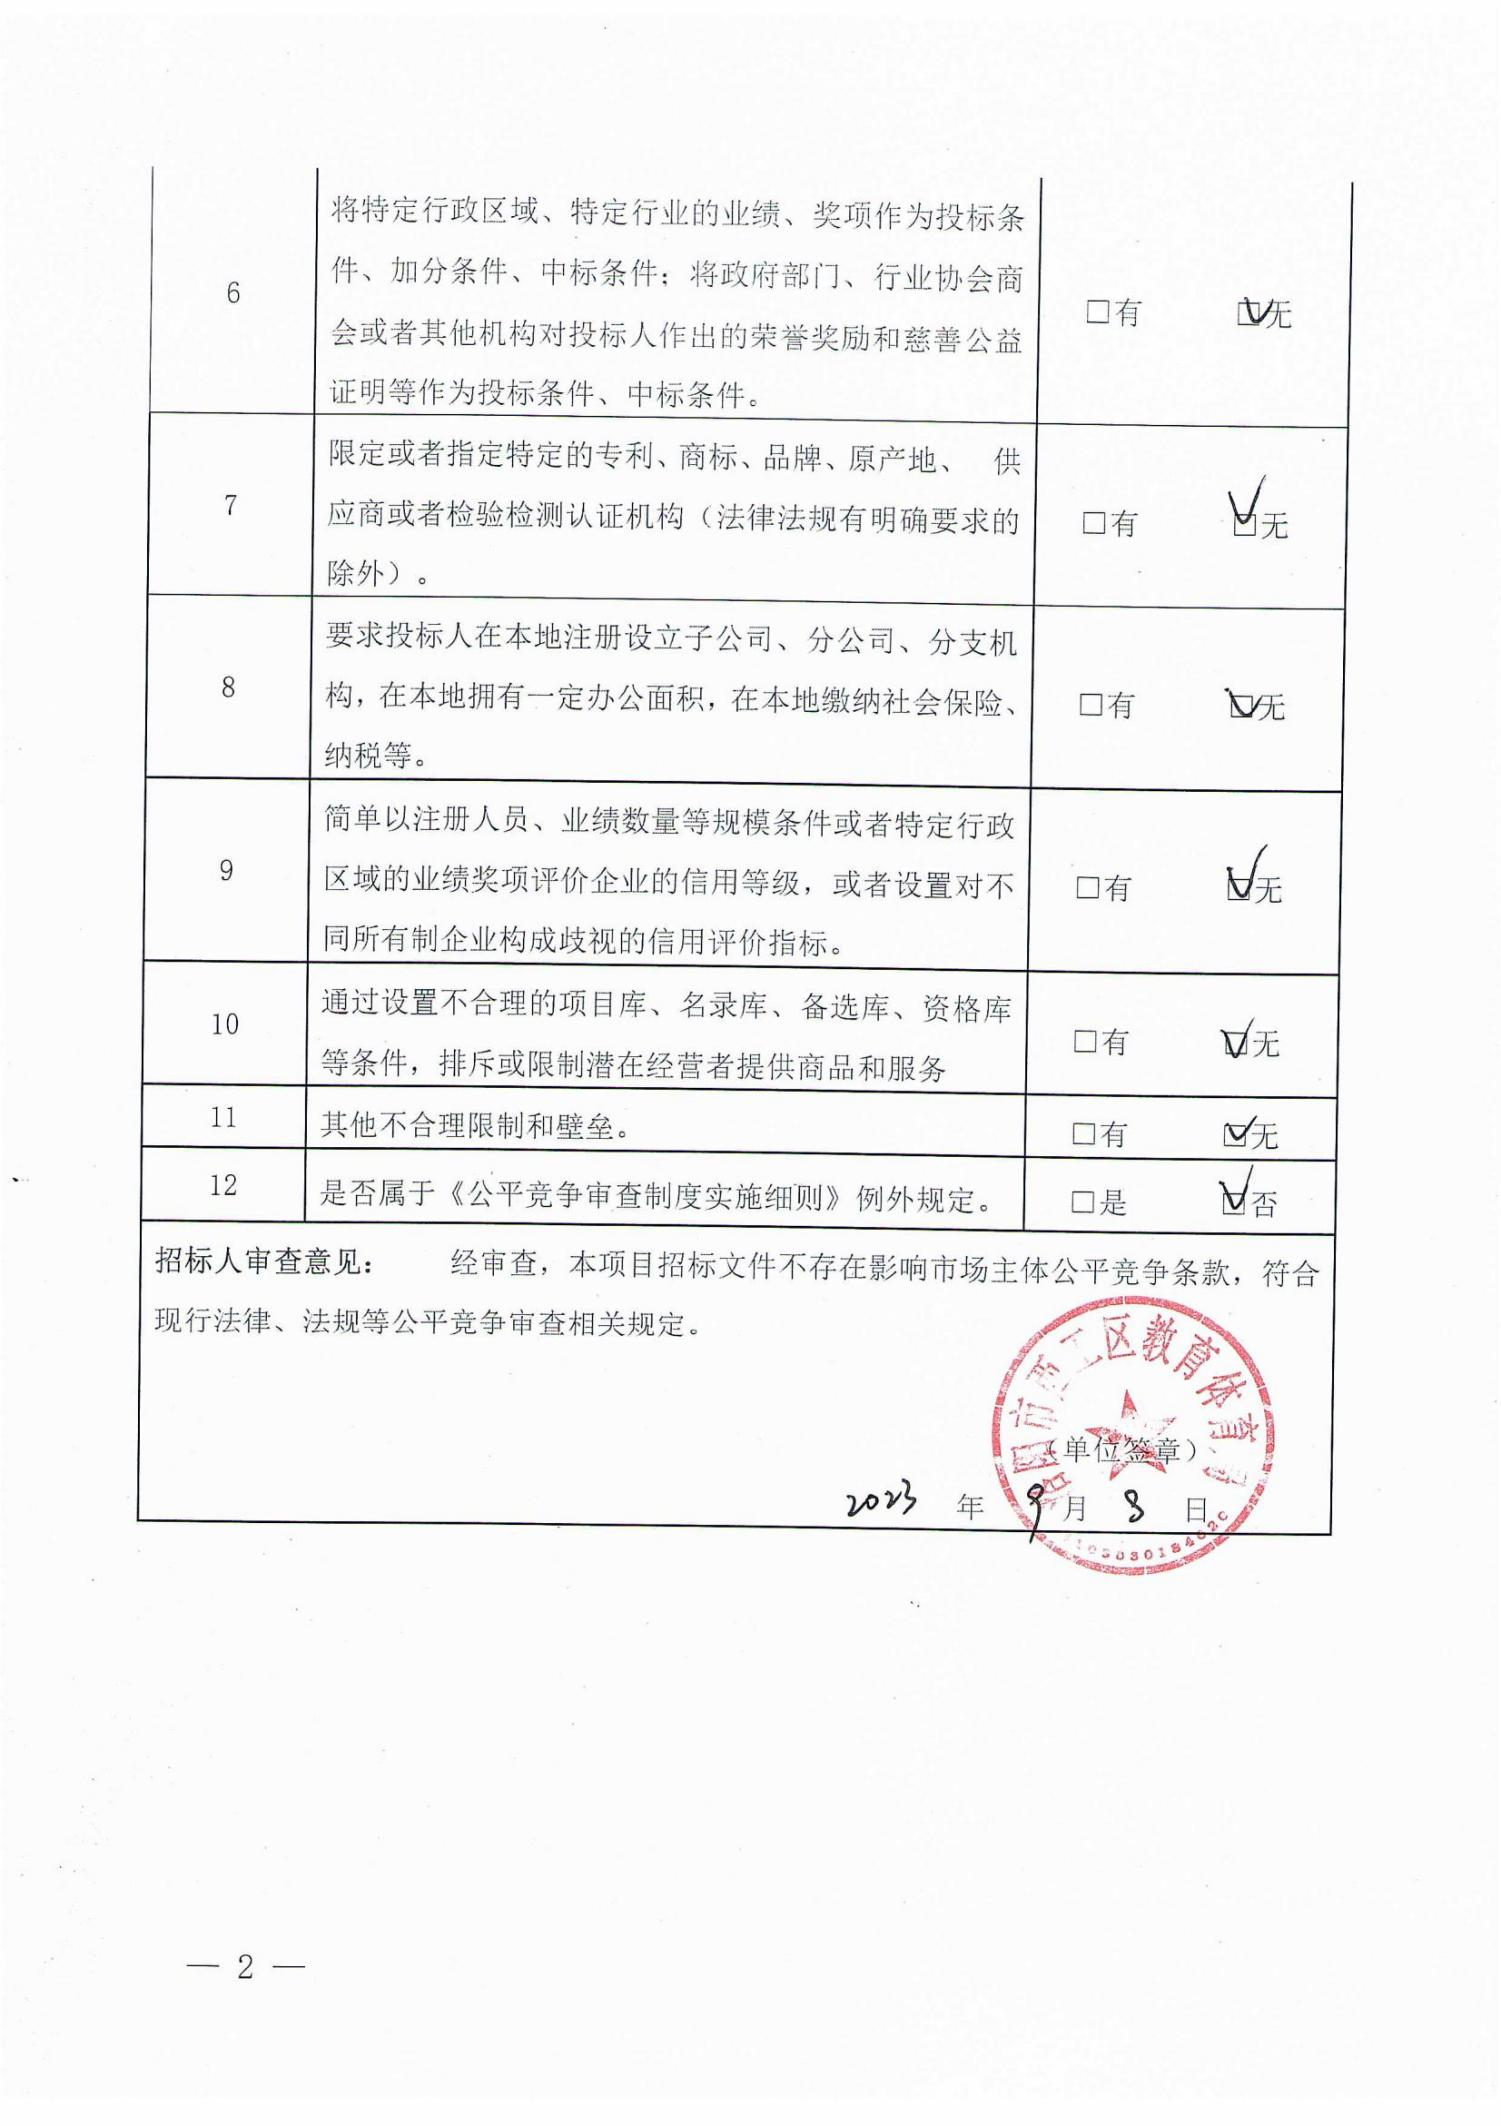 6
将特定行政区域、特定行业的业绩、奖项作为投标条
件、加分条件、中标条件；将政府部门、行业协会商
会或者其他机构对投标人作出的荣誉奖励和慈善公益
证明等作为投标条件、中标条件。
□有 ☑无
7
限定或者指定特定的专利、商标、品牌、原产地、 供
应商或者检验检测认证机构（法律法规有明确要求的
除外）。
□有 ☑无
8
要求投标人在本地注册设立子公司、分公司、分支机
构，在本地拥有一定办公面积，在本地缴纳社会保险、
纳税等。
□有 ☑无
9
简单以注册人员、业绩数量等规模条件或者特定行政
区域的业绩奖项评价企业的信用等级，或者设置对不
同所有制企业构成歧视的信用评价指标。
□有 ☑无
10
通过设置不合理的项目库、名录库、备选库、资格库
等条件，排斥或限制潜在经营者提供商品和服务
□有 ☑无
11
其他不合理限制和壁垒。
□有 ☑无
12
是否属于《公平竞争审查制度实施细则》例外规定。
□是 ☑否
招标人审查意见： 经审查，本项目招标文件不存在影响市场主体公平竞争条款，符合
现行法律、法规等公平竞争审查相关规定。
洛阳市西工区教育体育局
（单位签章）
2023 年 9 月 8 日
— 2 —